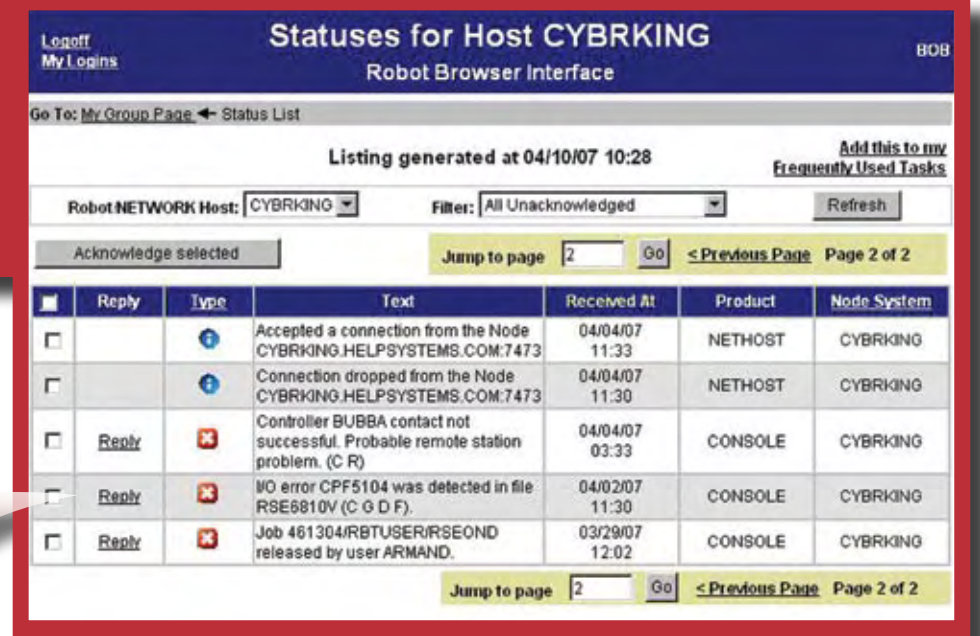 Logoff
My Logins
Statuses for Host CYBRKING
Robot Browser Interface
BOB
Go To: My Group Page ← Status List
Listing generated at 04/10/07 10:28
Add this to my
Frequently Used Tasks
Robot/NETWORK Host: CYBRKING
Filter: All Unacknowledged
Refresh
Acknowledge selected
Jump to page 2 Go < Previous Page Page 2 of 2
Reply Type Text Received At Product Node System
Accepted a connection from the Node
CYBRKING.HELPSYSTEMS.COM:7473
04/04/07
11:33
NETHOST
CYBRKING
Connection dropped from the Node
CYBRKING.HELPSYSTEMS.COM:7473
04/04/07
11:30
NETHOST
CYBRKING
Reply
Controller BUBBA contact not
successful. Probable remote station
problem. (C R)
04/04/07
03:33
CONSOLE
CYBRKING
Reply
I/O error CPF5104 was detected in file
RSE6810V (C G D F).
04/02/07
11:30
CONSOLE
CYBRKING
Reply
Job 461304/RBTUSER/RSEOND
released by user ARMAND.
03/29/07
12:02
CONSOLE
CYBRKING
Jump to page 2 Go < Previous Page Page 2 of 2